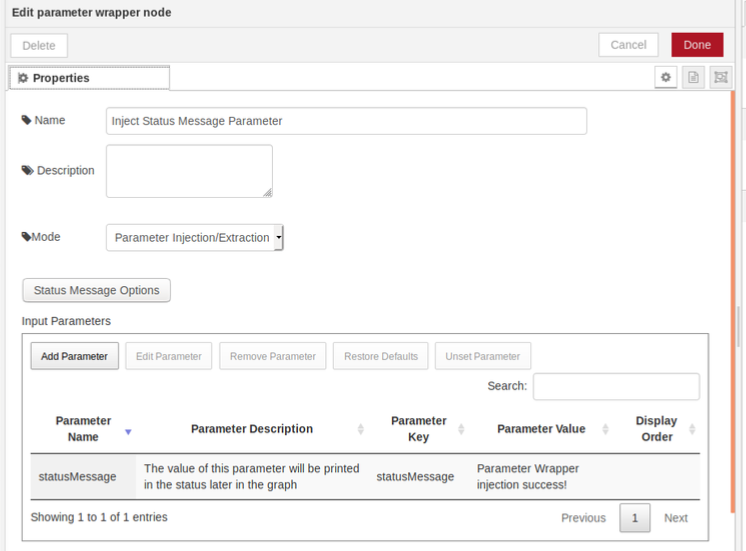 Edit parameter wrapper node
Delete
Cancel
Done
Properties
Name
Inject Status Message Parameter
Description
Mode
Parameter Injection/Extraction
Status Message Options
Input Parameters
Add Parameter
Edit Parameter
Remove Parameter
Restore Defaults
Unset Parameter
Search:
Parameter Name
Parameter Description
Parameter Key
Parameter Value
Display Order
statusMessage
The value of this parameter will be printed
in the status later in the graph
statusMessage
Parameter Wrapper
injection success!
Showing 1 to 1 of 1 entries
Previous
1
Next